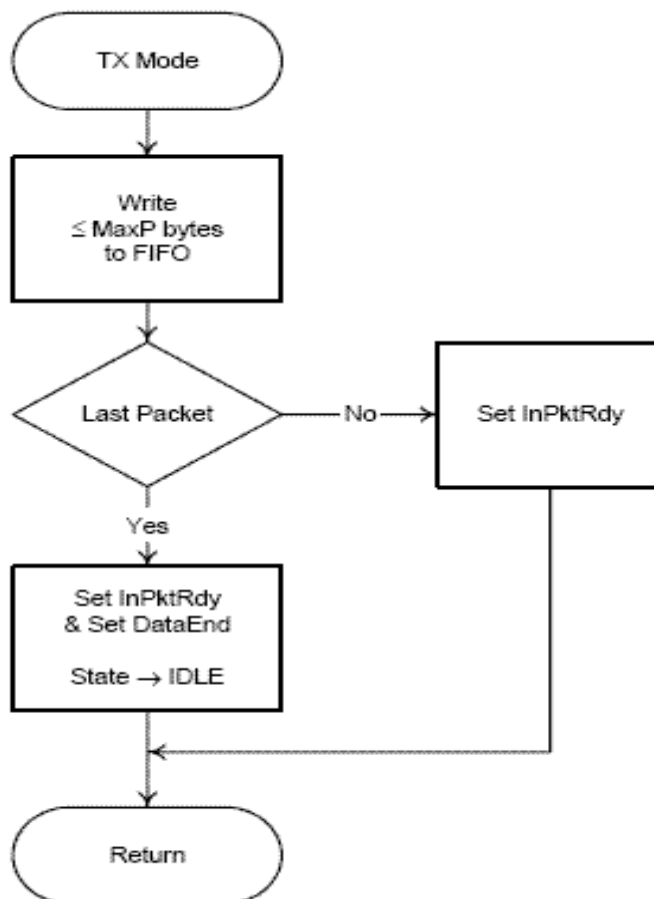 TX Mode
Write
≤ MaxP bytes
to FIFO
Last Packet
No
Set InPktRdy
Yes
Set InPktRdy
& Set DataEnd
State → IDLE
Return